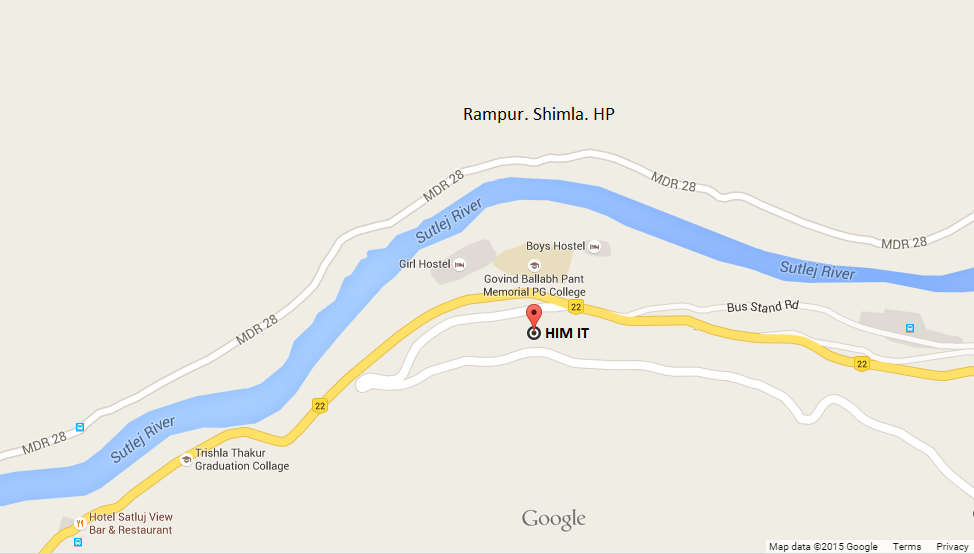 Rampur. Shimla. HP
MDR 28
MDR 28
Sutlej River
MDR 28
Boys Hostel
Girl Hostel
Sutlej River
Govind Ballabh Pant
Memorial PG College
22
Bus Stand Rd
MDR 28
HIM IT
22
22
MDR 28
Sutlej River
Trishla Thakur
Graduation Collage
Hotel Satluj View
Bar & Restaurant
Google
Map data ©2015 Google Terms Privacy